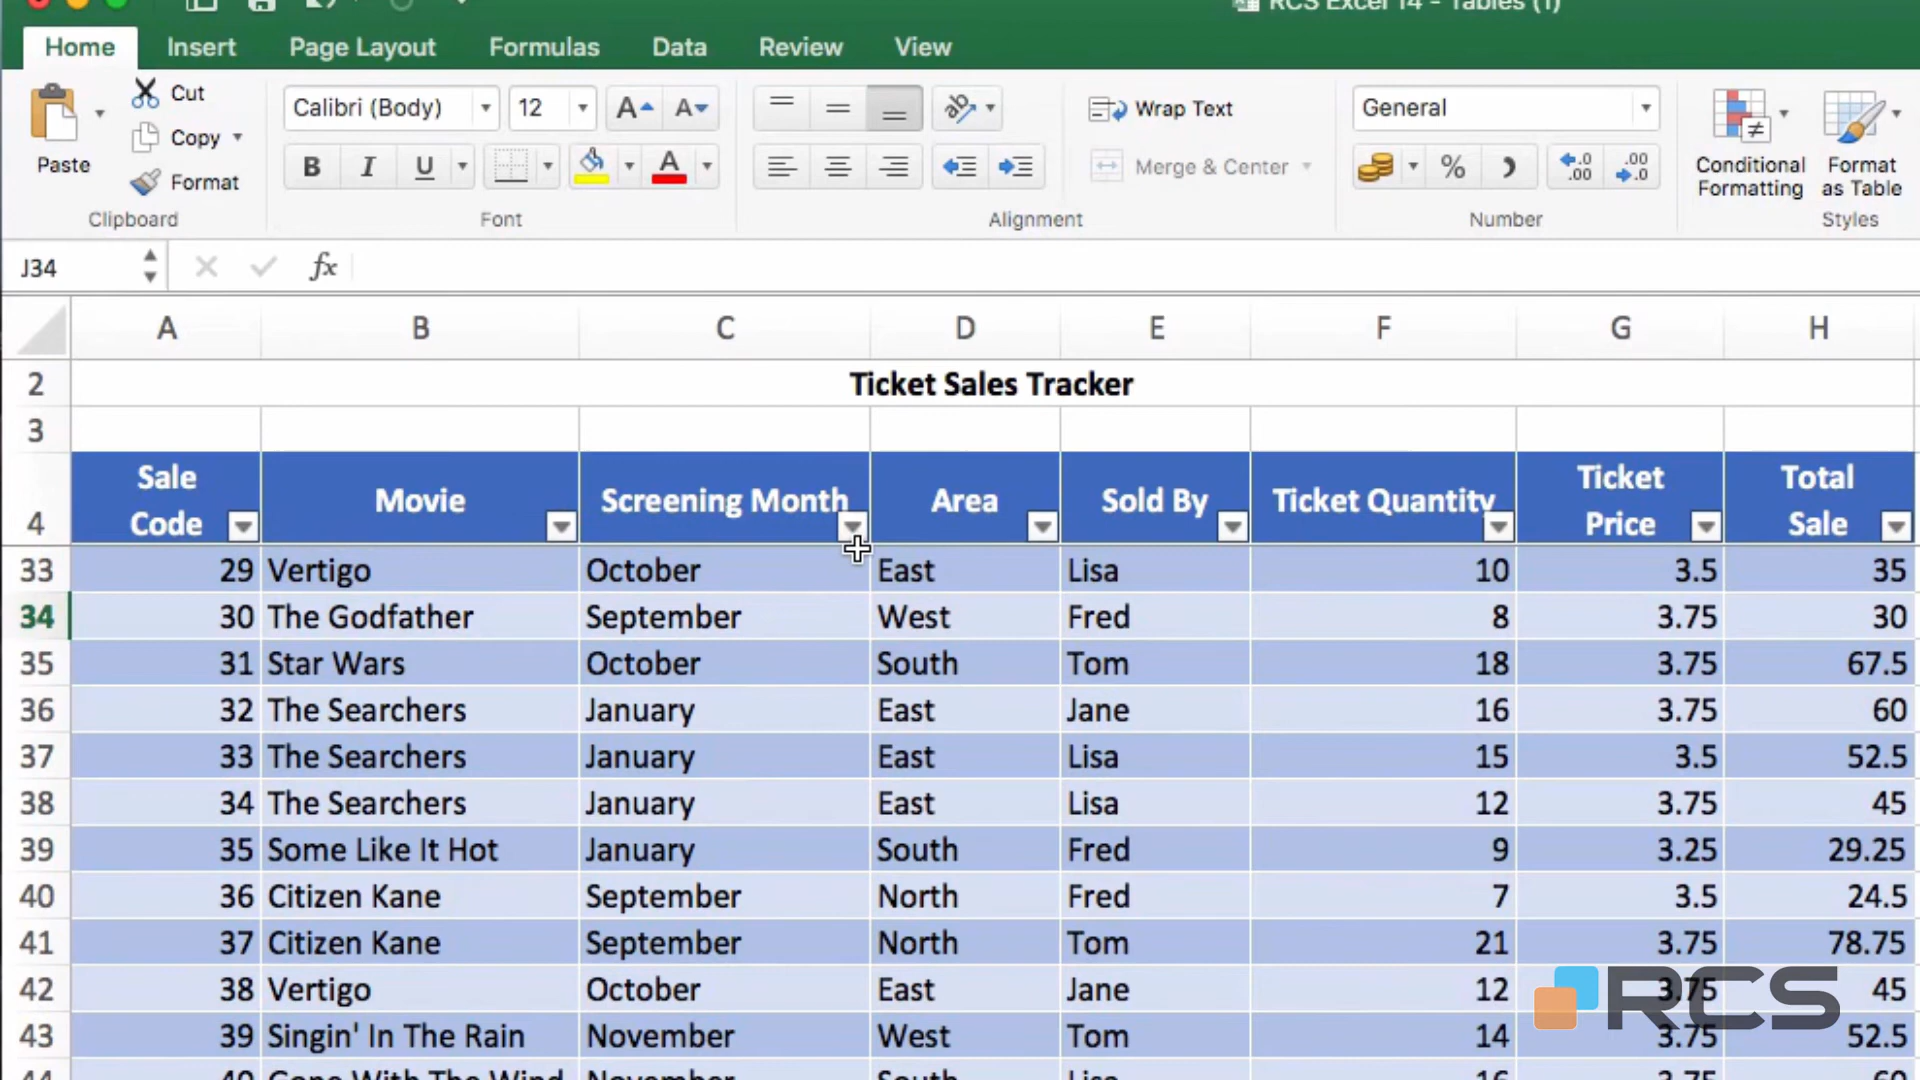 RCS Excel 14 - Tables (1)
Home Insert Page Layout Formulas Data Review View
Paste Cut Copy Format
Clipboard
Calibri (Body) 12 A A
B I U A
Font
Wrap Text
Merge & Center
Alignment
General
%
Number
Conditional Formatting
Format as Table
Styles
J34 fx
A B C D E F G H
2 Ticket Sales Tracker
3
4 Sale Code Movie Screening Month Area Sold By Ticket Quantity Ticket Price Total Sale
33 29 Vertigo October East Lisa 10 3.5 35
34 30 The Godfather September West Fred 8 3.75 30
35 31 Star Wars October South Tom 18 3.75 67.5
36 32 The Searchers January East Jane 16 3.75 60
37 33 The Searchers January East Lisa 15 3.5 52.5
38 34 The Searchers January East Lisa 12 3.75 45
39 35 Some Like It Hot January South Fred 9 3.25 29.25
40 36 Citizen Kane September North Fred 7 3.5 24.5
41 37 Citizen Kane September North Tom 21 3.75 78.75
42 38 Vertigo October East Jane 12 3.75 45
43 39 Singin' In The Rain November West Tom 14 3.75 52.5
44 40 Gone With The Wind November South Lisa 16 3.75 60
RCS